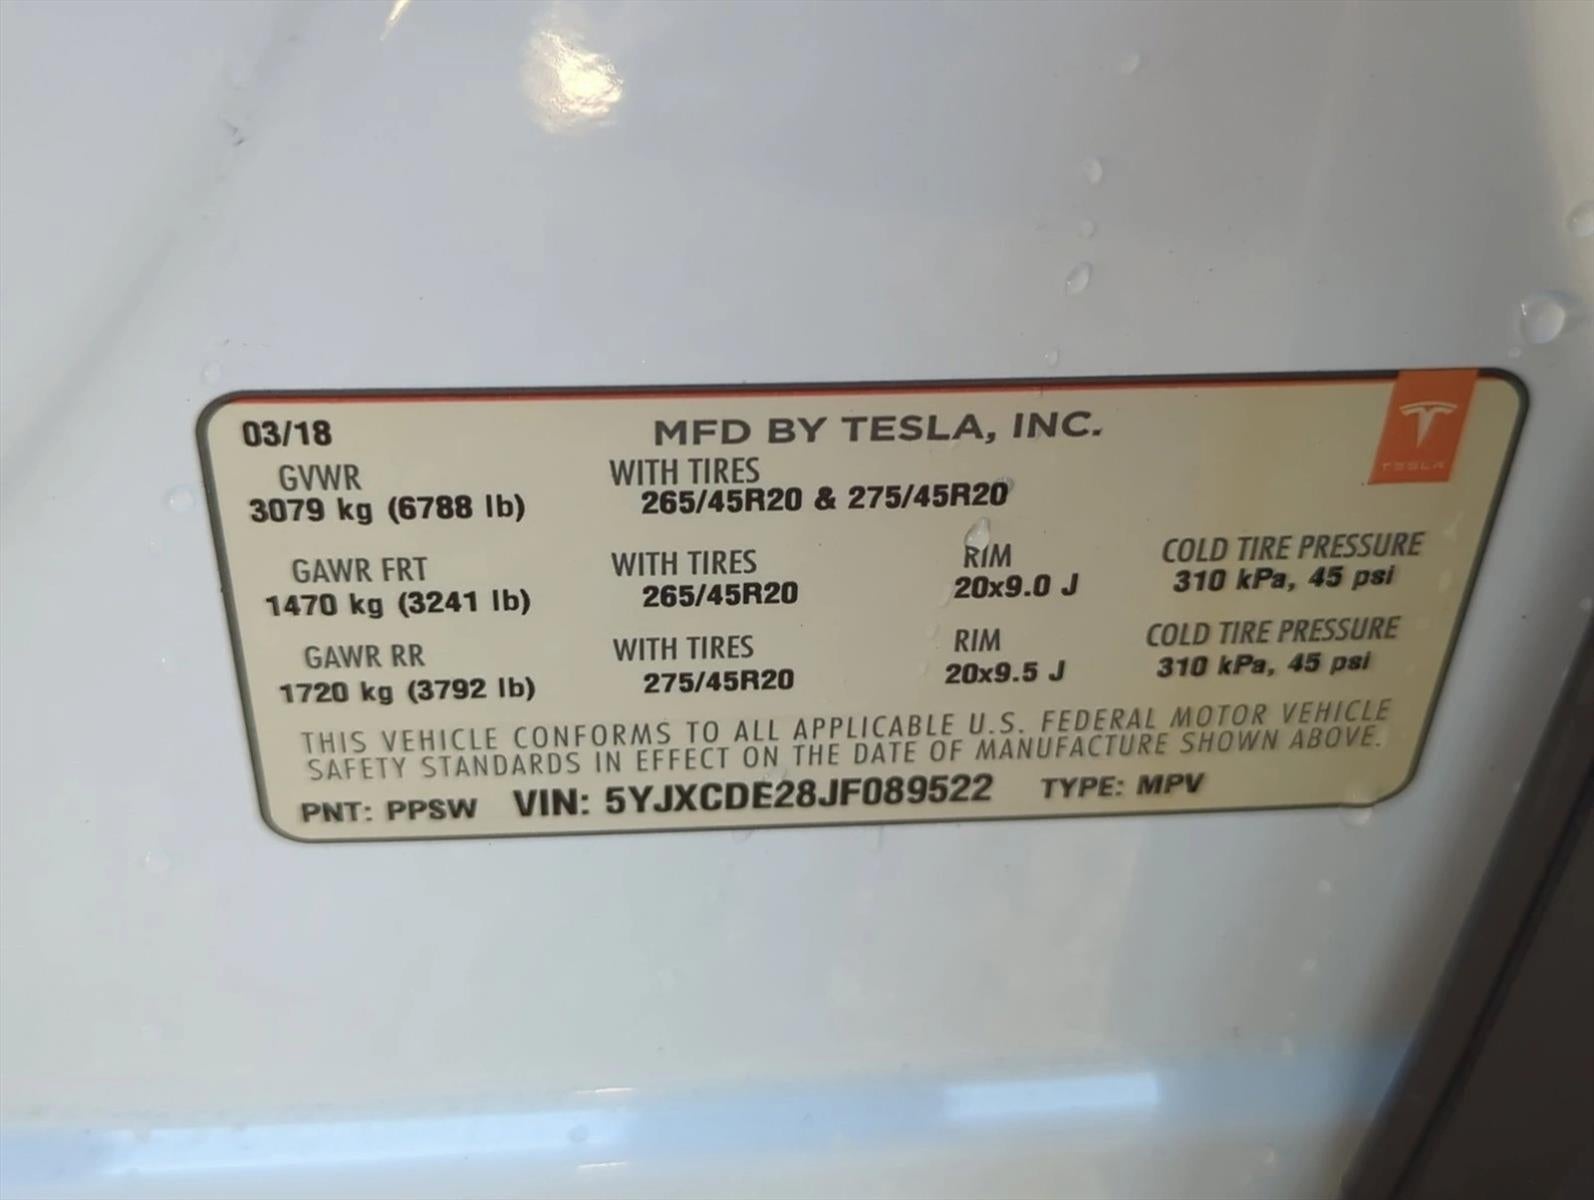 03/18 MFD BY TESLA, INC.
TESLA
GVWR WITH TIRES
3079 kg (6788 lb) 265/45R20 & 275/45R20
GAWR FRT WITH TIRES RIM COLD TIRE PRESSURE
1470 kg (3241 lb) 265/45R20 20x9.0 J 310 kPa, 45 psi
GAWR RR WITH TIRES RIM COLD TIRE PRESSURE
1720 kg (3792 lb) 275/45R20 20x9.5 J 310 kPa, 45 psi
THIS VEHICLE CONFORMS TO ALL APPLICABLE U.S. FEDERAL MOTOR VEHICLE
SAFETY STANDARDS IN EFFECT ON THE DATE OF MANUFACTURE SHOWN ABOVE.
PNT: PPSW VIN: 5YJXCDE28JF089522 TYPE: MPV